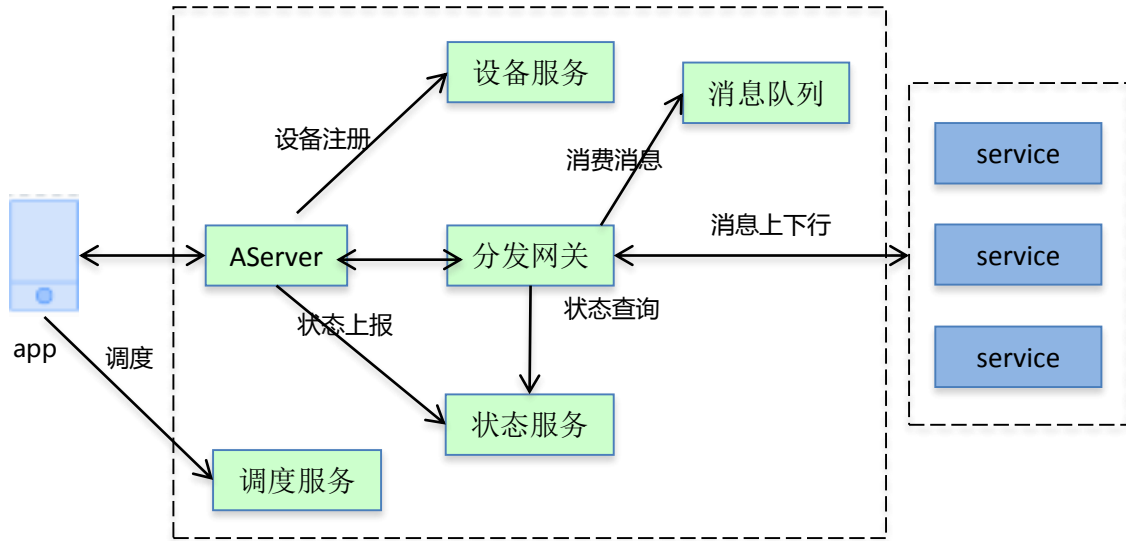 设备服务
消息队列
设备注册
消费消息
service
AServer
分发网关
消息上下行
service
状态上报
状态查询
app
调度
service
状态服务
调度服务